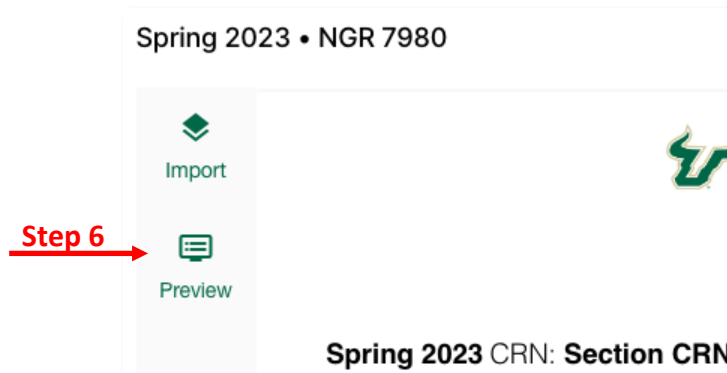 Spring 2023 • NGR 7980
Import
Step 6
Preview
Spring 2023 CRN: Section CRN